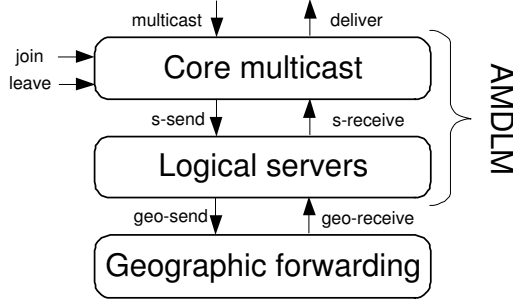 multicast deliver
join
leave
Core multicast
s-send s-receive
Logical servers
geo-send geo-receive
Geographic forwarding
AMDLM